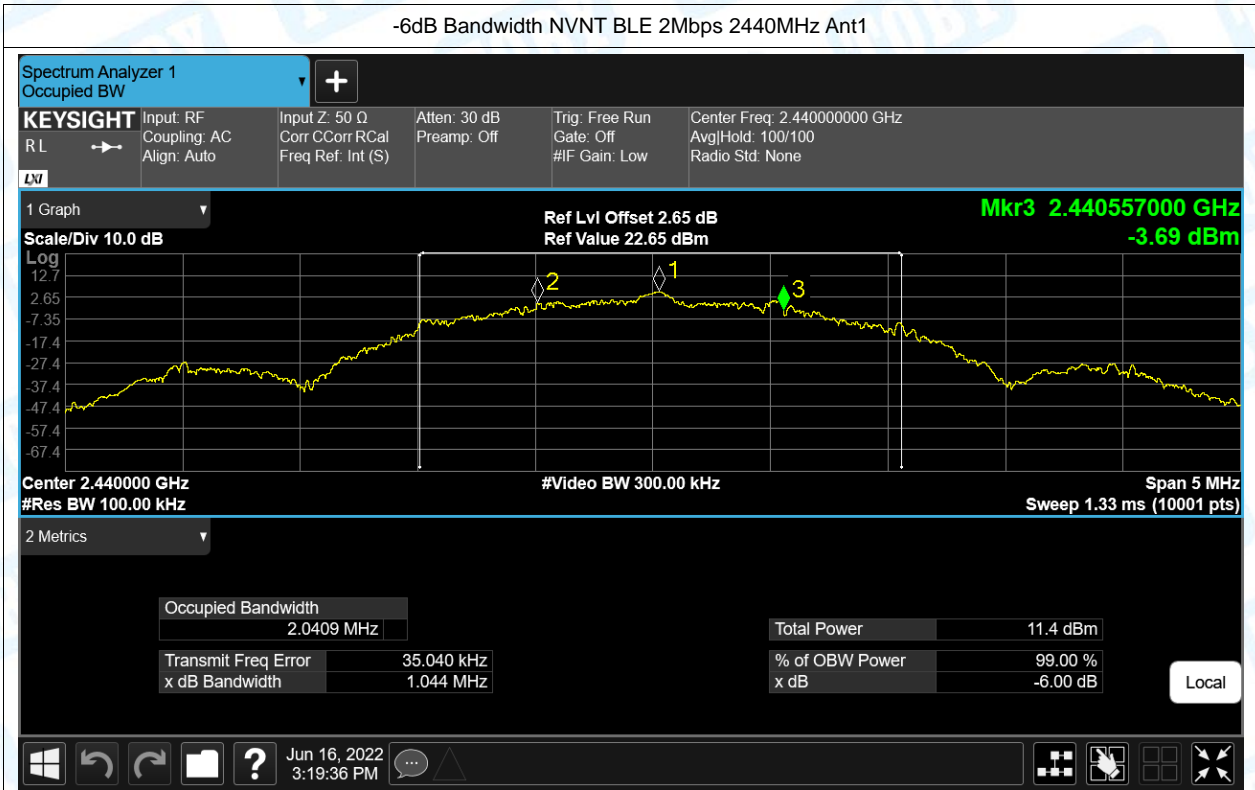 -6dB Bandwidth NVNT BLE 2Mbps 2440MHz Ant1
Spectrum Analyzer 1
Occupied BW
KEYSIGHT
R L
LXI
Input: RF
Coupling: AC
Align: Auto
Input Z: 50 Ω
Corr CCorr RCal
Freq Ref: Int (S)
Atten: 30 dB
Preamp: Off
Trig: Free Run
Gate: Off
#IF Gain: Low
Center Freq: 2.440000000 GHz
Avg|Hold: 100/100
Radio Std: None
1 Graph
Scale/Div 10.0 dB
Ref Lvl Offset 2.65 dB
Ref Value 22.65 dBm
Mkr3 2.440557000 GHz
-3.69 dBm
Log
12.7
2.65
-7.35
-17.4
-27.4
-37.4
-47.4
-57.4
-67.4
2
1
3
Center 2.440000 GHz
#Res BW 100.00 kHz
#Video BW 300.00 kHz
Span 5 MHz
Sweep 1.33 ms (10001 pts)
2 Metrics
Occupied Bandwidth
2.0409 MHz
Transmit Freq Error 35.040 kHz
x dB Bandwidth 1.044 MHz
Total Power 11.4 dBm
% of OBW Power 99.00 %
x dB -6.00 dB
Local
Jun 16, 2022
3:19:36 PM